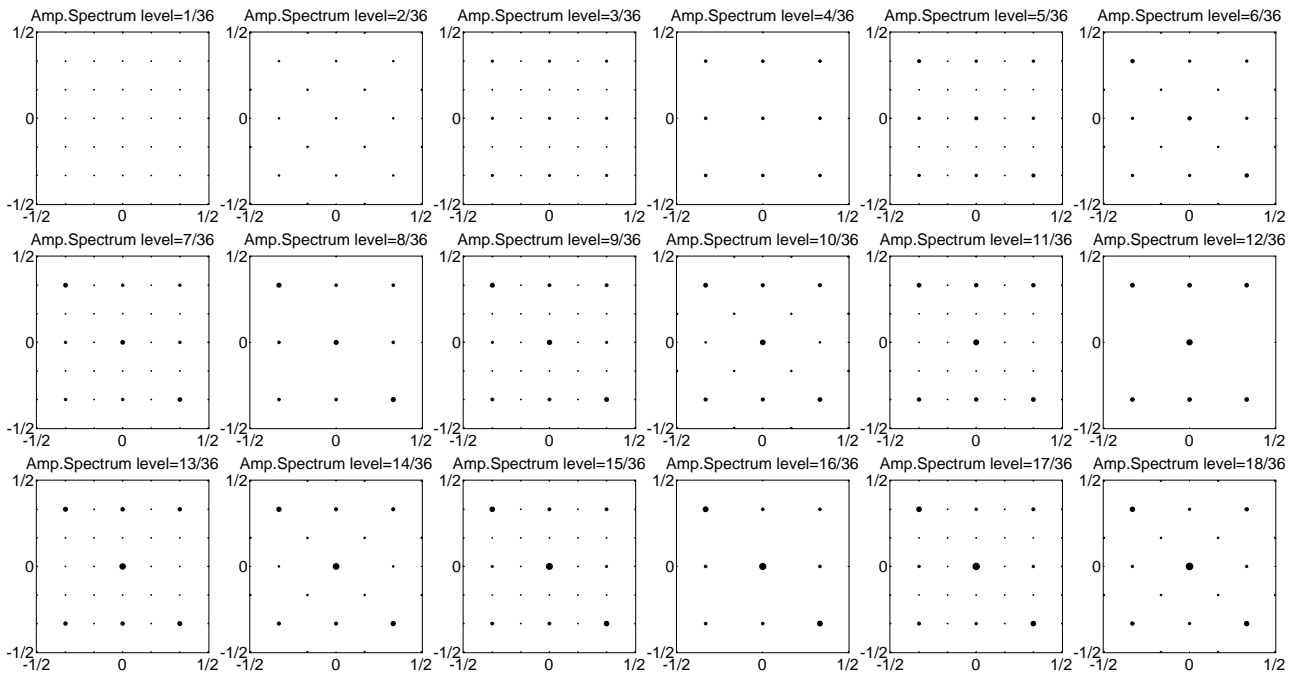 Amp.Spectrum level=1/36 Amp.Spectrum level=2/36 Amp.Spectrum level=3/36 Amp.Spectrum level=4/36 Amp.Spectrum level=5/36 Amp.Spectrum level=6/36
1/2 1/2 1/2 1/2 1/2 1/2
0 0 0 0 0 0
-1/2 -1/2 -1/2 -1/2 -1/2 -1/2
-1/2 0 1/2 -1/2 0 1/2 -1/2 0 1/2 -1/2 0 1/2 -1/2 0 1/2 -1/2 0 1/2
Amp.Spectrum level=7/36 Amp.Spectrum level=8/36 Amp.Spectrum level=9/36 Amp.Spectrum level=10/36 Amp.Spectrum level=11/36 Amp.Spectrum level=12/36
1/2 1/2 1/2 1/2 1/2 1/2
0 0 0 0 0 0
-1/2 -1/2 -1/2 -1/2 -1/2 -1/2
-1/2 0 1/2 -1/2 0 1/2 -1/2 0 1/2 -1/2 0 1/2 -1/2 0 1/2 -1/2 0 1/2
Amp.Spectrum level=13/36 Amp.Spectrum level=14/36 Amp.Spectrum level=15/36 Amp.Spectrum level=16/36 Amp.Spectrum level=17/36 Amp.Spectrum level=18/36
1/2 1/2 1/2 1/2 1/2 1/2
0 0 0 0 0 0
-1/2 -1/2 -1/2 -1/2 -1/2 -1/2
-1/2 0 1/2 -1/2 0 1/2 -1/2 0 1/2 -1/2 0 1/2 -1/2 0 1/2 -1/2 0 1/2